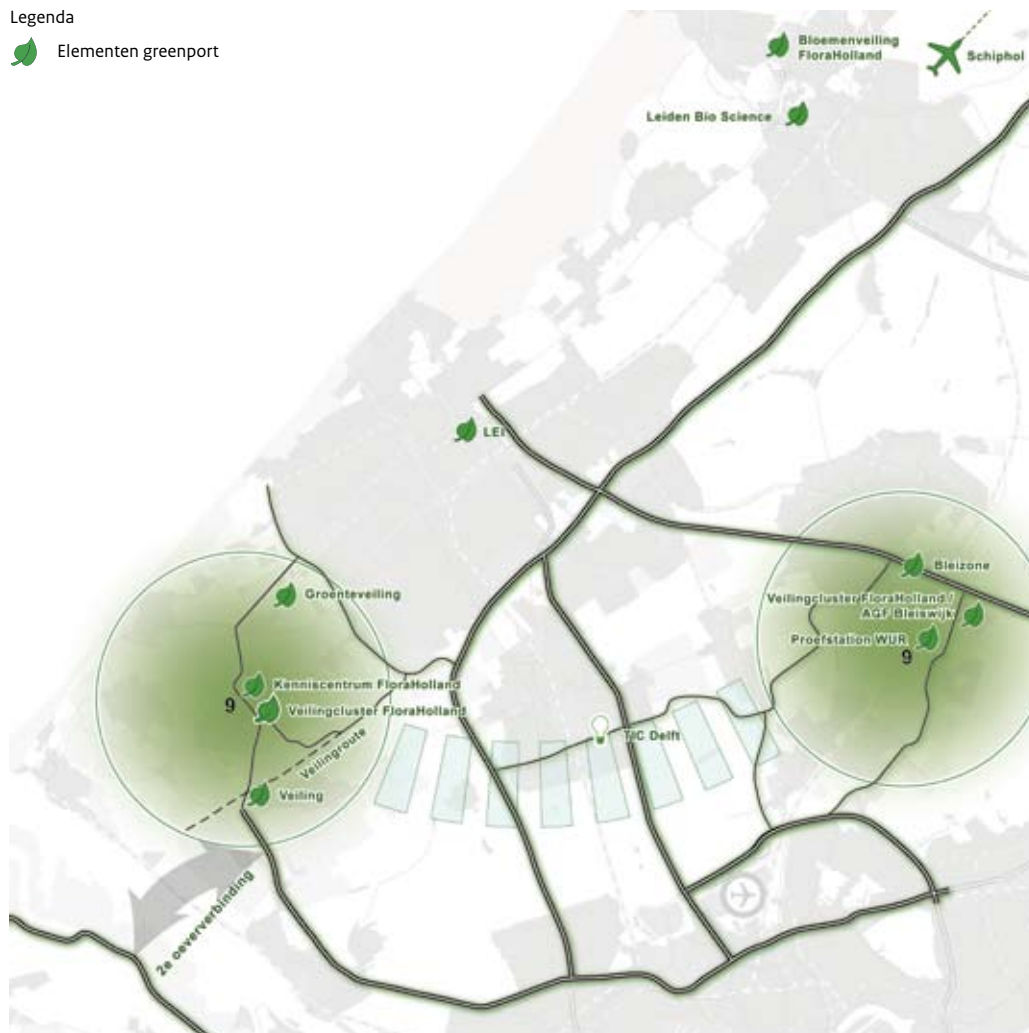 Legenda
Elementen greenport
Bloemenveiling
FloraHolland
Schiphol
Leiden Bio Science
LEI
Bleizone
Groenteveiling
Veilingcluster FloraHolland /
AGF Bleiswijk
Proefstation WUR
9
Kenniscentrum FloraHolland
9
Veilingcluster FloraHolland
TIC Delft
Veilingroute
Veiling
2e oeververbinding